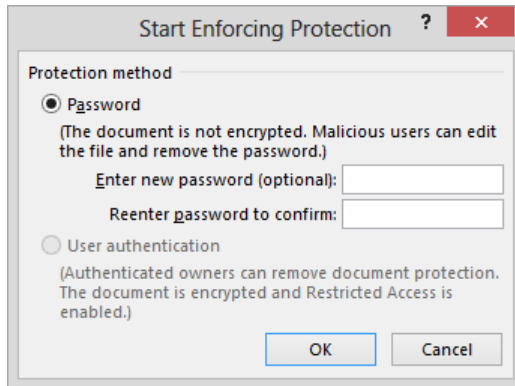 Start Enforcing Protection ? ×
Protection method
Password
(The document is not encrypted. Malicious users can edit
the file and remove the password.)
Enter new password (optional):
Reenter password to confirm:
User authentication
(Authenticated owners can remove document protection.
The document is encrypted and Restricted Access is
enabled.)
OK Cancel